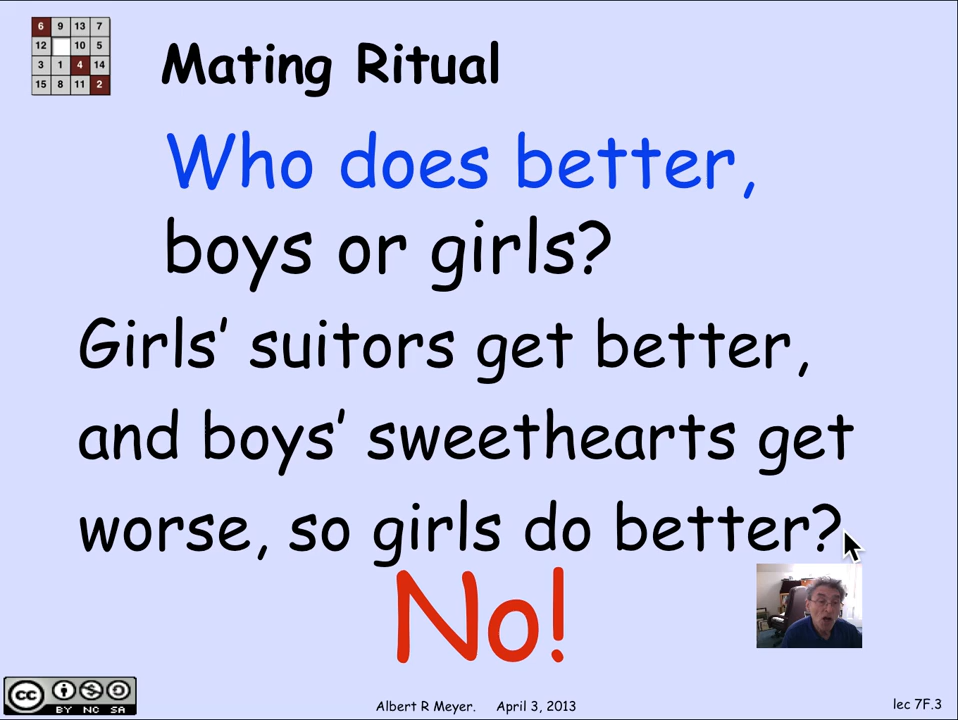 6 9 13 7
12 10 5
3 1 4 14
15 8 11 2
Mating Ritual
Who does better,
boys or girls?
Girls’ suitors get better,
and boys’ sweethearts get
worse, so girls do better?
No!
cc
BY NC SA
Albert R Meyer. April 3, 2013
lec 7F.3